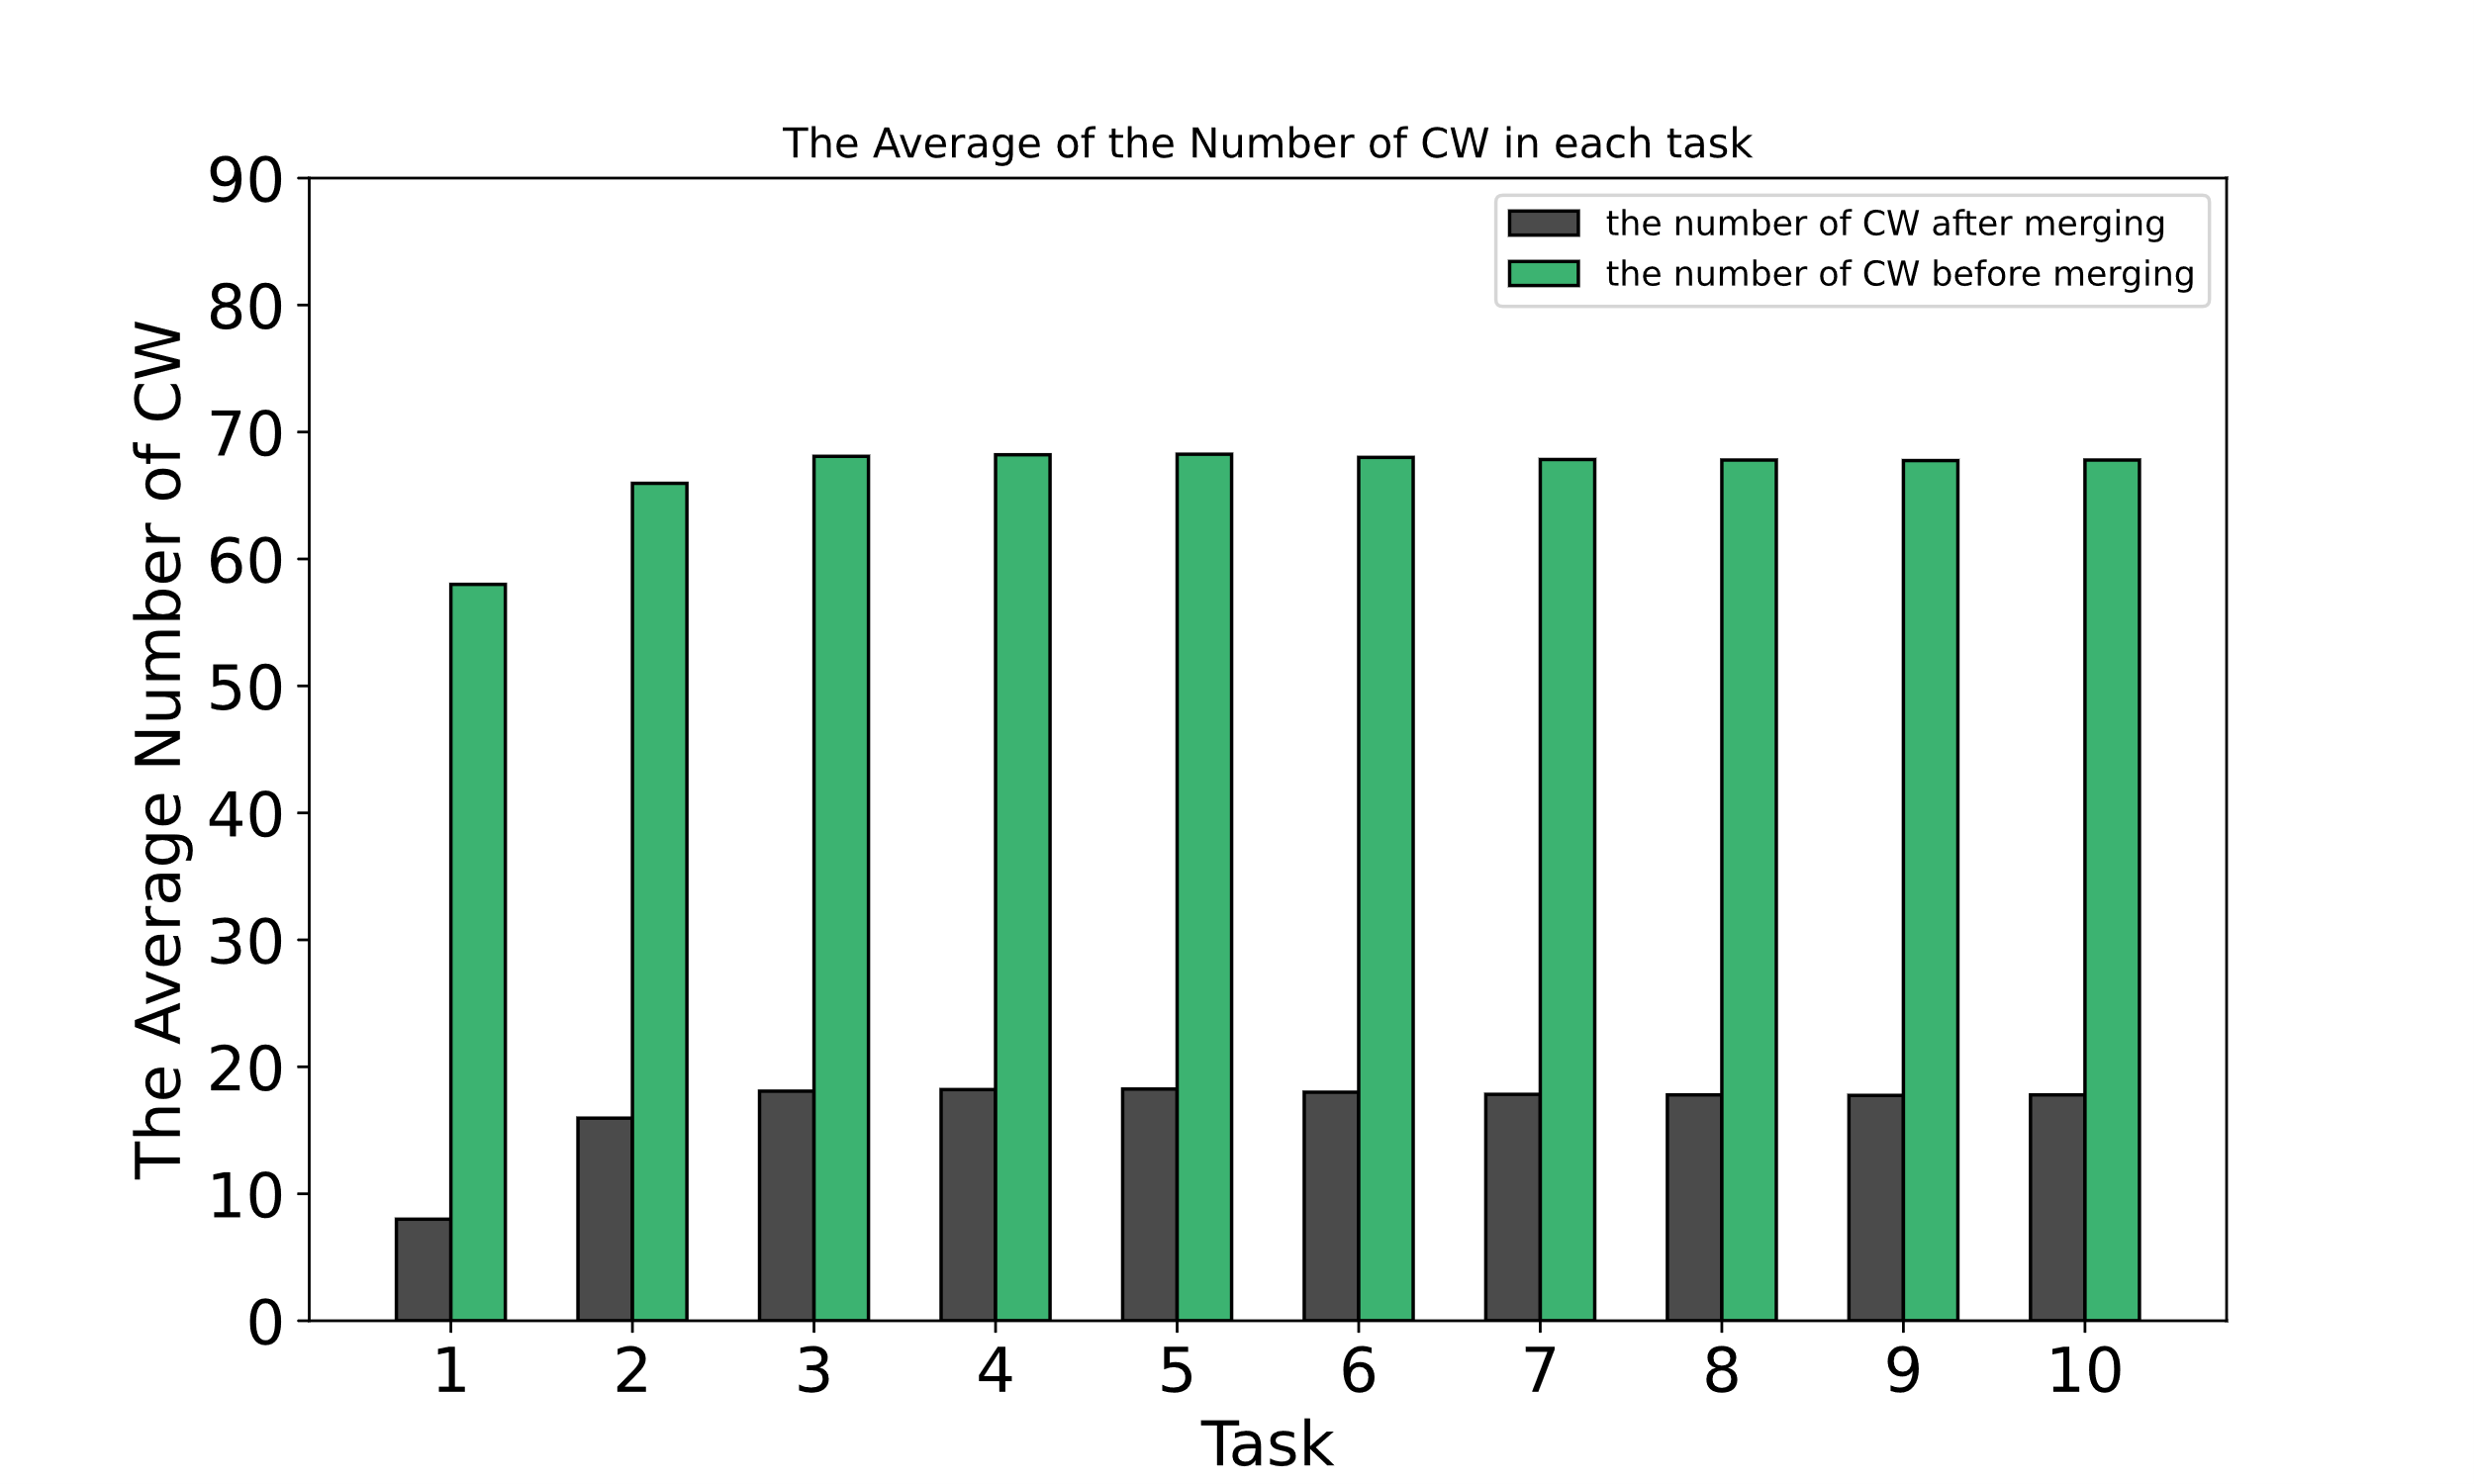 The Average of the Number of CW in each task
the number of CW after merging
the number of CW before merging
The Average Number of CW
90
80
70
60
50
40
30
20
10
0
1 2 3 4 5 6 7 8 9 10
Task